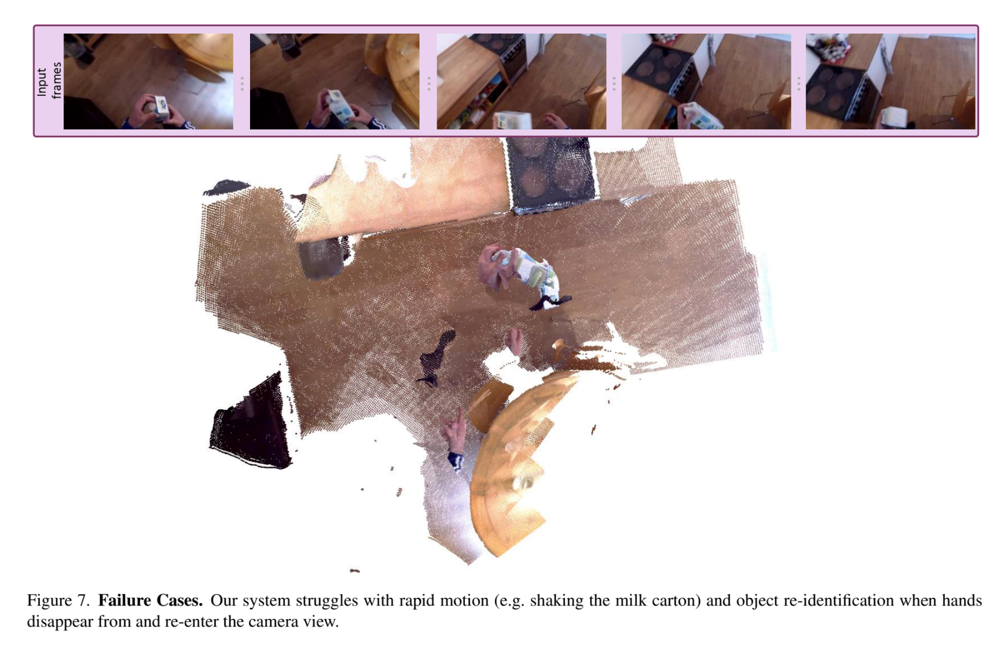 Input
frames
Figure 7. Failure Cases. Our system struggles with rapid motion (e.g. shaking the milk carton) and object re-identification when hands
disappear from and re-enter the camera view.